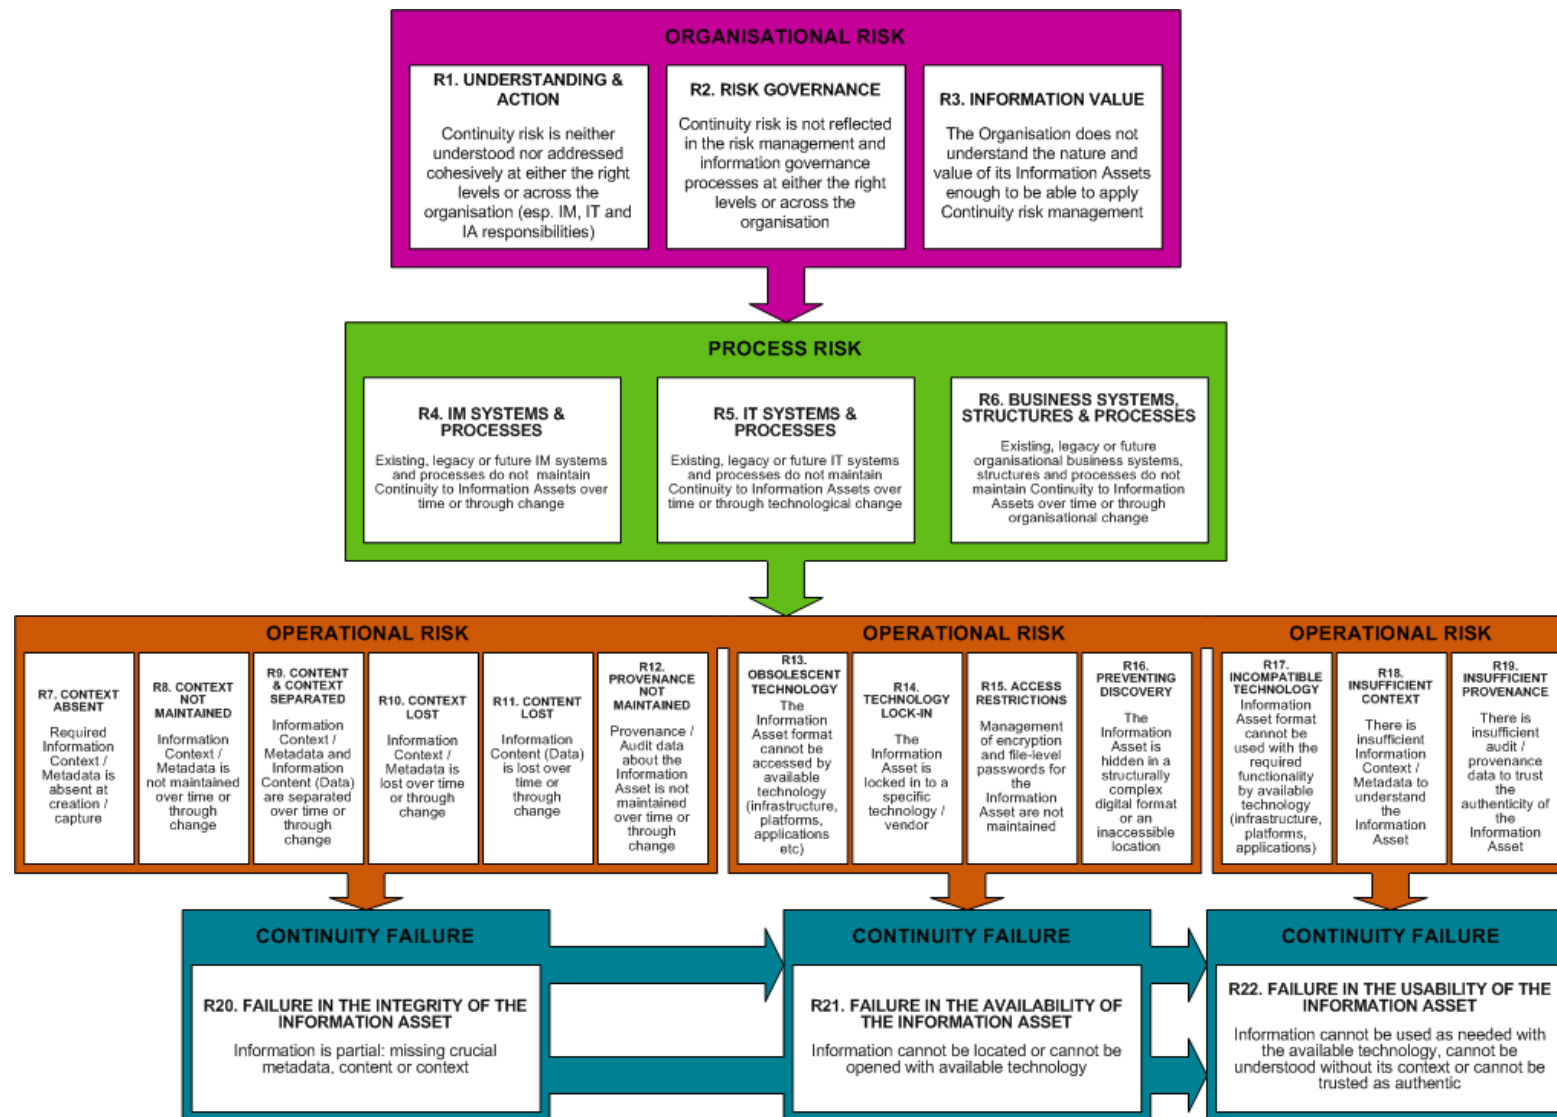 ORGANISATIONAL RISK
R1. UNDERSTANDING &
ACTION
Continuity risk is neither
understood nor addressed
cohesively at either the right
levels or across the
organisation (esp. IM, IT and
IA responsibilities)
R2. RISK GOVERNANCE
Continuity risk is not reflected
in the risk management and
information governance
processes at either the right
levels or across the
organisation
R3. INFORMATION VALUE
The Organisation does not
understand the nature and
value of its Information Assets
enough to be able to apply
Continuity risk management
PROCESS RISK
R4. IM SYSTEMS &
PROCESSES
Existing, legacy or future IM systems
and processes do not maintain
Continuity to Information Assets over
time or through change
R5. IT SYSTEMS &
PROCESSES
Existing, legacy or future IT systems
and processes do not maintain
Continuity to Information Assets over
time or through technological change
R6. BUSINESS SYSTEMS,
STRUCTURES & PROCESSES
Existing, legacy or future
organisational business systems,
structures and processes do not
maintain Continuity to Information
Assets over time or through
organisational change
OPERATIONAL RISK
R7. CONTEXT
ABSENT
Required
Information
Context /
Metadata is
absent at
creation /
capture
R8. CONTEXT
NOT
MAINTAINED
Information
Context /
Metadata is
not maintained
over time or
through
change
R9. CONTENT
& CONTEXT
SEPARATED
Information
Context /
Metadata and
Information
Content (Data)
are separated
over time or
through
change
R10. CONTEXT
LOST
Information
Context /
Metadata is
lost over time
or through
change
R11. CONTENT
LOST
Information
Content (Data)
is lost over
time or
through
change
R12.
PROVENANCE
NOT
MAINTAINED
Provenance /
Audit data
about the
Information
Asset is not
maintained
over time or
through
change
OPERATIONAL RISK
R13.
OBSOLESCENT
TECHNOLOGY
The
Information
Asset format
cannot be
accessed by
available
technology
(infrastructure,
platforms,
applications
etc)
R14.
TECHNOLOGY
LOCK-IN
The
Information
Asset is
locked in to a
specific
technology /
vendor
R15. ACCESS
RESTRICTIONS
Management
of encryption
and file-level
passwords for
the
Information
Asset are not
maintained
R16.
PREVENTING
DISCOVERY
The
Information
Asset is
hidden in a
structurally
complex
digital format
or an
inaccessible
location
OPERATIONAL RISK
R17.
INCOMPATIBLE
TECHNOLOGY
Information
Asset format
cannot be
used with the
required
functionality
by available
technology
(infrastructure,
platforms,
applications)
R18.
INSUFFICIENT
CONTEXT
There is
insufficient
Information
Context /
Metadata to
understand
the
Information
Asset
R19.
INSUFFICIENT
PROVENANCE
There is
insufficient
audit /
provenance
data to trust
the
authenticity of
the
Information
Asset
CONTINUITY FAILURE
R20. FAILURE IN THE INTEGRITY OF THE
INFORMATION ASSET
Information is partial: missing crucial
metadata, content or context
CONTINUITY FAILURE
R21. FAILURE IN THE AVAILABILITY OF
THE INFORMATION ASSET
Information cannot be located or cannot be
opened with available technology
CONTINUITY FAILURE
R22. FAILURE IN THE USABILITY OF THE
INFORMATION ASSET
Information cannot be used as needed with
the available technology, cannot be
understood without its context or cannot be
trusted as authentic